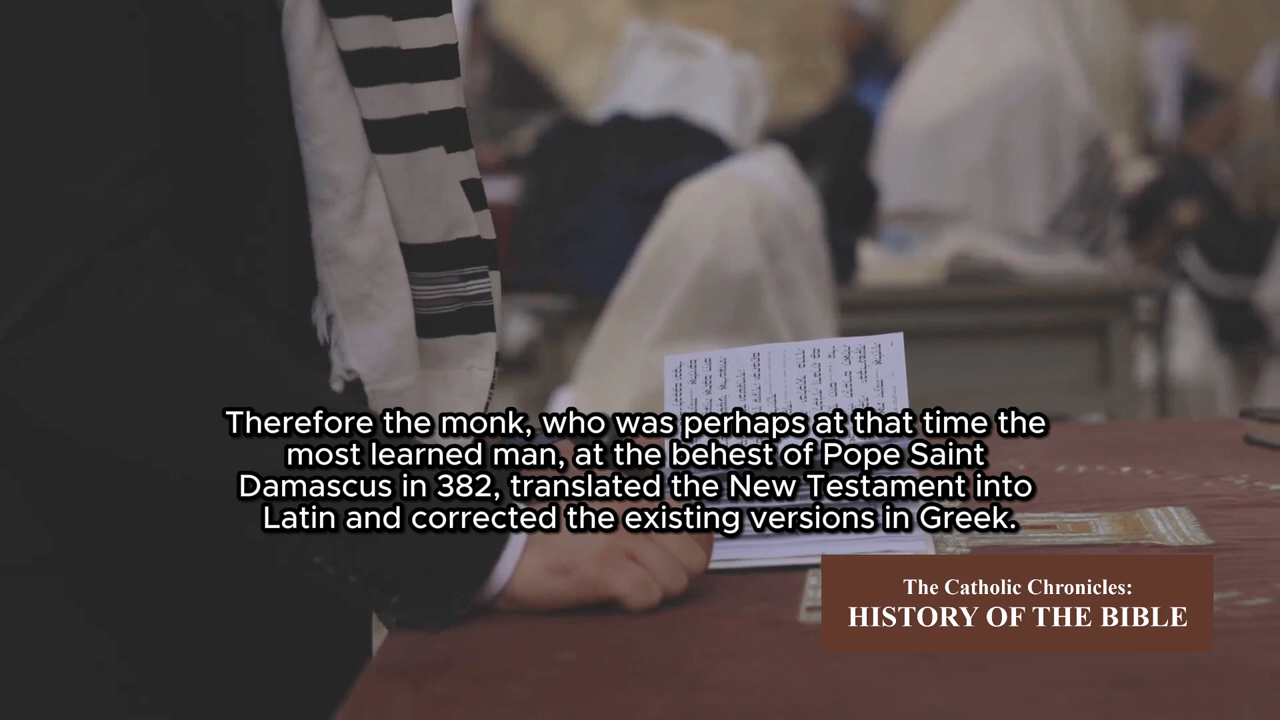 Therefore the monk, who was perhaps at that time the
most learned man, at the behest of Pope Saint
Damascus in 382, translated the New Testament into
Latin and corrected the existing versions in Greek.
The Catholic Chronicles:
HISTORY OF THE BIBLE